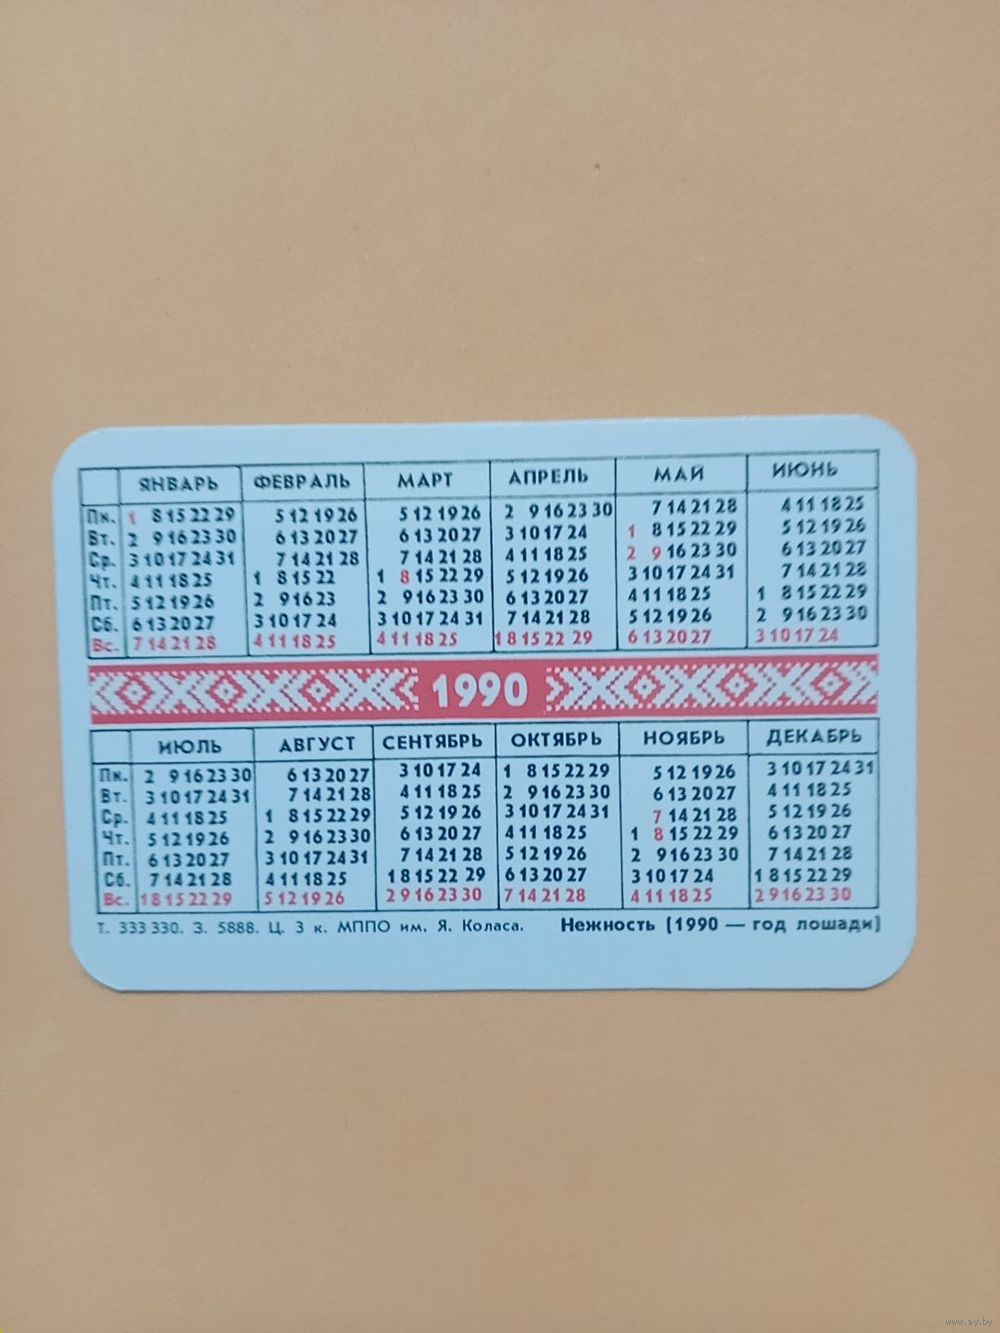 ЯНВАРЬ ФЕВРАЛЬ МАРТ АПРЕЛЬ МАЙ ИЮНЬ
Пн. 1 8 15 22 29 5 12 19 26 5 12 19 26 2 9 16 23 30 7 14 21 28 4 11 18 25
Вт. 2 9 16 23 30 6 13 20 27 6 13 20 27 3 10 17 24 1 8 15 22 29 5 12 19 26
Ср. 3 10 17 24 31 7 14 21 28 7 14 21 28 4 11 18 25 2 9 16 23 30 6 13 20 27
Чт. 4 11 18 25 1 8 15 22 1 8 15 22 29 5 12 19 26 3 10 17 24 31 7 14 21 28
Пт. 5 12 19 26 2 9 16 23 2 9 16 23 30 6 13 20 27 4 11 18 25 1 8 15 22 29
Сб. 6 13 20 27 3 10 17 24 3 10 17 24 31 7 14 21 28 5 12 19 26 2 9 16 23 30
Вс. 7 14 21 28 4 11 18 25 4 11 18 25 1 8 15 22 29 6 13 20 27 3 10 17 24
1990
ИЮЛЬ АВГУСТ СЕНТЯБРЬ ОКТЯБРЬ НОЯБРЬ ДЕКАБРЬ
Пн. 2 9 16 23 30 6 13 20 27 3 10 17 24 1 8 15 22 29 5 12 19 26 3 10 17 24 31
Вт. 3 10 17 24 31 7 14 21 28 4 11 18 25 2 9 16 23 30 6 13 20 27 4 11 18 25
Ср. 4 11 18 25 1 8 15 22 29 5 12 19 26 3 10 17 24 31 7 14 21 28 5 12 19 26
Чт. 5 12 19 26 2 9 16 23 30 6 13 20 27 4 11 18 25 1 8 15 22 29 6 13 20 27
Пт. 6 13 20 27 3 10 17 24 31 7 14 21 28 5 12 19 26 2 9 16 23 30 7 14 21 28
Сб. 7 14 21 28 4 11 18 25 1 8 15 22 29 6 13 20 27 3 10 17 24 1 8 15 22 29
Вс. 1 8 15 22 29 5 12 19 26 2 9 16 23 30 7 14 21 28 4 11 18 25 2 9 16 23 30
Т. 333 330. З. 5888. Ц. 3 к. МППО им. Я. Коласа. Нежность (1990 — год лошади)
www.ay.by